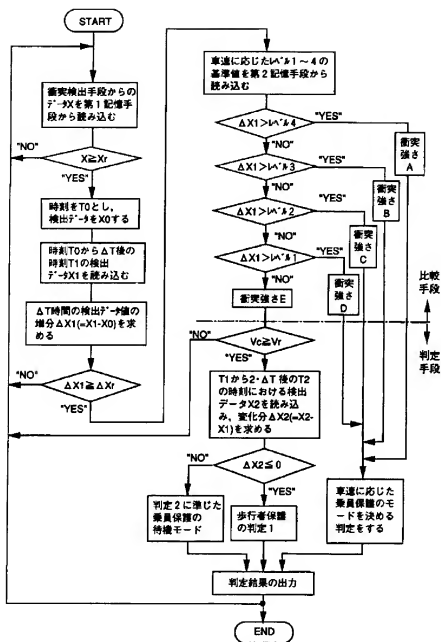 START
衝突検出手段からの
データXを第1記憶手
段から読み込む
"NO"
X≧Xr
"YES"
時刻をT0とし,
検出データをX0する
時刻T0からΔT後の
時刻T1の検出
データX1を読み込む
ΔT時間の検出データ値の
増分ΔX1(=X1-X0)を求
める
"NO"
ΔX1≧ΔXr
"YES"
車速に応じたレベル1～4の
基準値を第2記憶手段から
読み込む
"YES"
ΔX1>レベル4
"NO"
衝突
強さ
A
"YES"
ΔX1>レベル3
"NO"
衝突
強さ
B
"YES"
ΔX1>レベル2
"NO"
衝突
強さ
C
"YES"
ΔX1>レベル1
"NO"
衝突
強さ
D
衝突強さE
比較
手段
判定
手段
"NO"
Vc≧Vr
"YES"
T1から2・ΔT後のT2
の時刻における検出
データX2を読み込
み, 変化分ΔX2(=X2-
X1)を求める
"NO"
ΔX2≦0
"YES"
判定2に準じた
乗員保護の
待機モード
歩行者保護
の判定1
車速に応じた
乗員保護のモ
ードを決める
判定をする
判定結果の出力
END